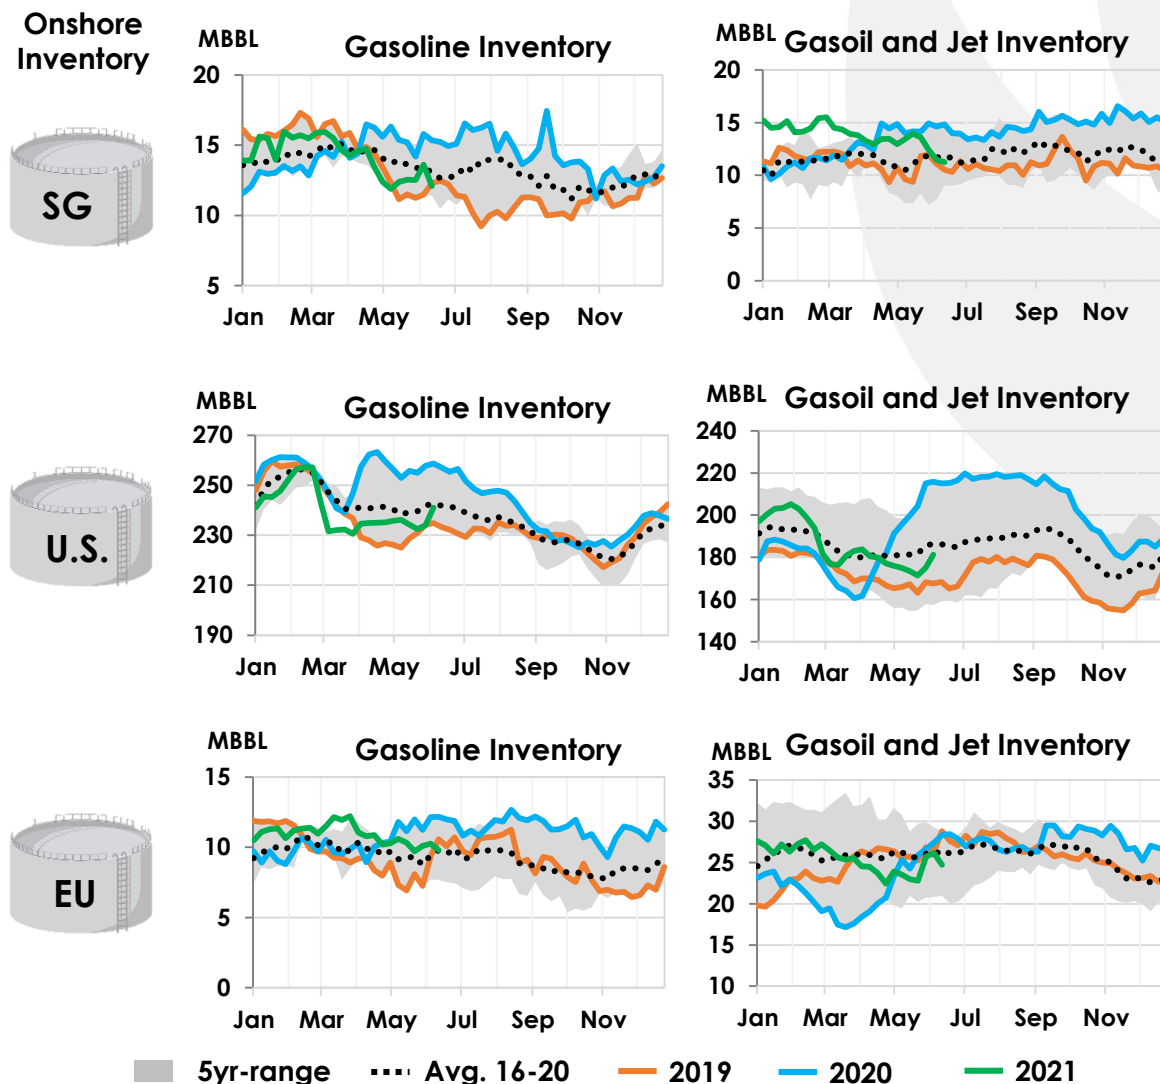 Onshore
Inventory
SG
MBBL
Gasoline Inventory
20
15
10
5
Jan Mar May Jul Sep Nov
MBBL
Gasoil and Jet Inventory
20
15
10
5
0
Jan Mar May Jul Sep Nov
U.S.
MBBL
Gasoline Inventory
270
250
230
210
190
Jan Mar May Jul Sep Nov
MBBL
Gasoil and Jet Inventory
240
220
200
180
160
140
Jan Mar May Jul Sep Nov
EU
MBBL
Gasoline Inventory
15
10
5
0
Jan Mar May Jul Sep Nov
MBBL
Gasoil and Jet Inventory
35
30
25
20
15
10
Jan Mar May Jul Sep Nov
5yr-range Avg. 16-20 2019 2020 2021